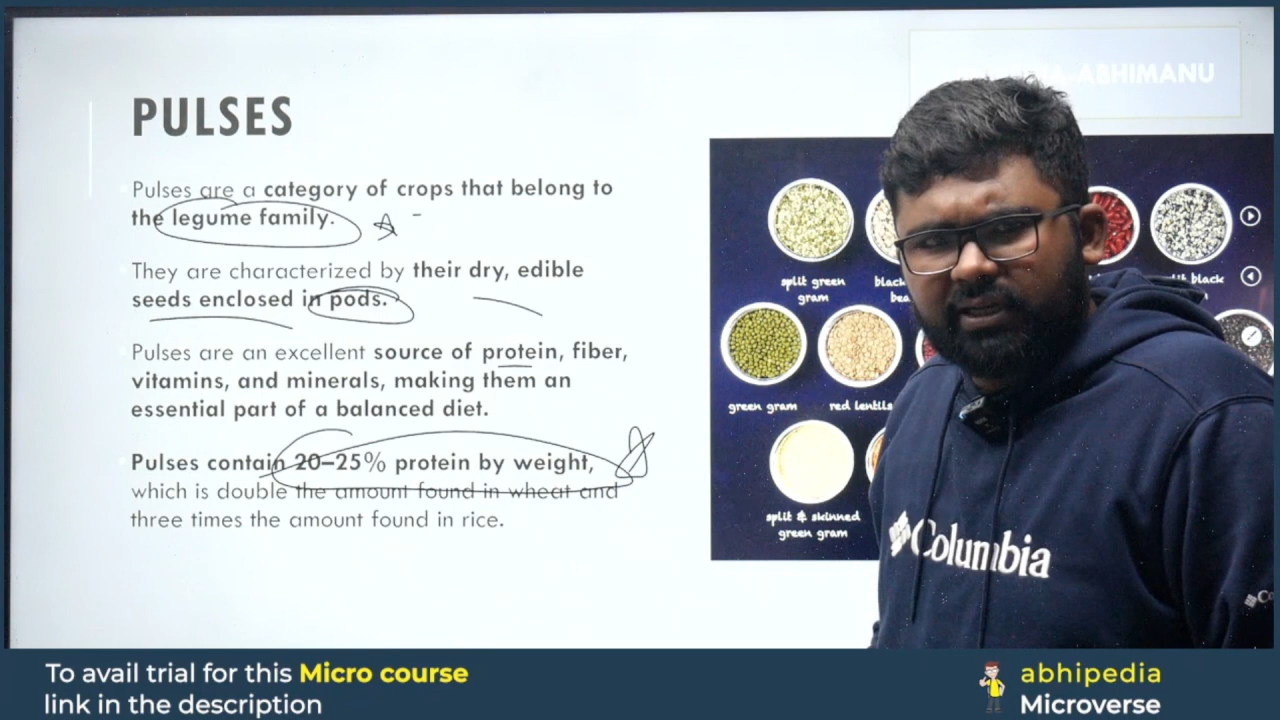 ABHIMANU
PULSES
Pulses are a category of crops that belong to
the legume family.
They are characterized by their dry, edible
seeds enclosed in pods.
Pulses are an excellent source of protein, fiber,
vitamins, and minerals, making them an
essential part of a balanced diet.
Pulses contain 20–25% protein by weight,
which is double the amount found in wheat and
three times the amount found in rice.
split green
gram
black
green gram
red lentils
split & skinned
green gram
black
Columbia
To avail trial for this Micro course
link in the description
abhipedia
Microverse